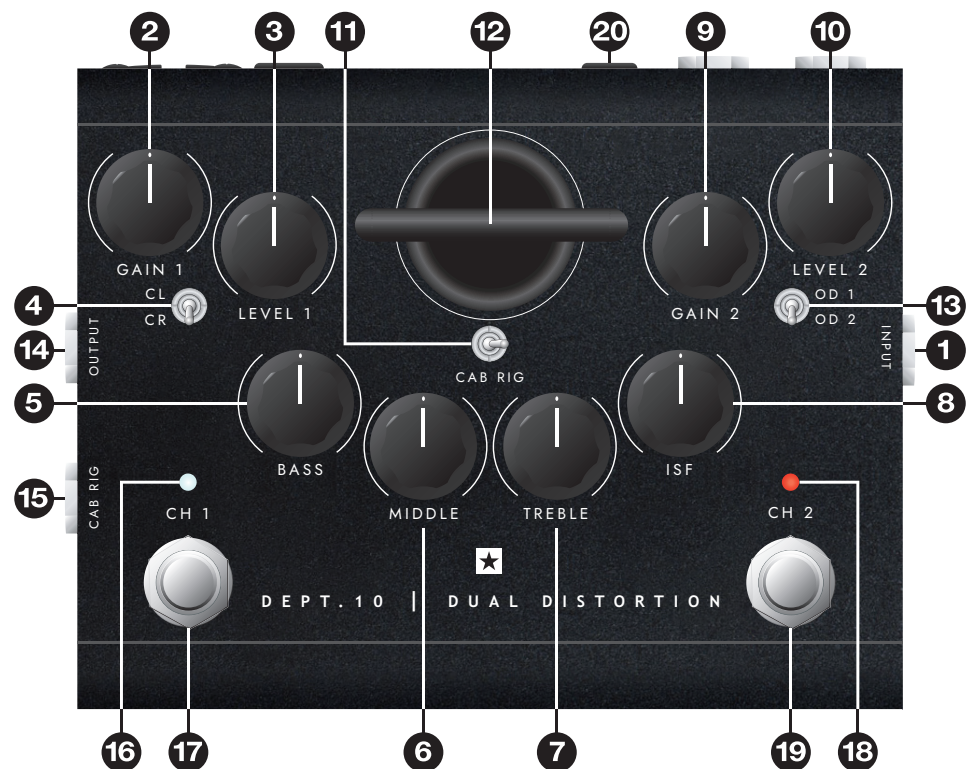 2 3 11 12 20 9 10
GAIN 1
LEVEL 2
4 CL OD 1 13
CR LEVEL 1 GAIN 2 OD 2
14 OUTPUT INPUT 1
CAB RIG
5 8
BASS ISF
15 CAB RIG
CH 1 MIDDLE TREBLE CH 2
DEPT.10 | DUAL DISTORTION
16 17 6 7 19 18